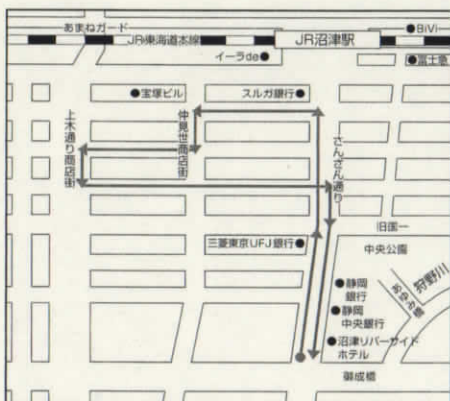 あまねガード
JR東海道本線
JR沼津駅
●BiVi
イーラde●
●富士急
●宝塚ビル
スルガ銀行●
上本通り商店街
仲見世商店街
さんさん通り
旧国一
三菱東京UFJ銀行●
中央公園
狩野川
あゆみ橋
●静岡
銀行
●静岡
中央銀行
●沼津リバーサイド
ホテル
御成橋